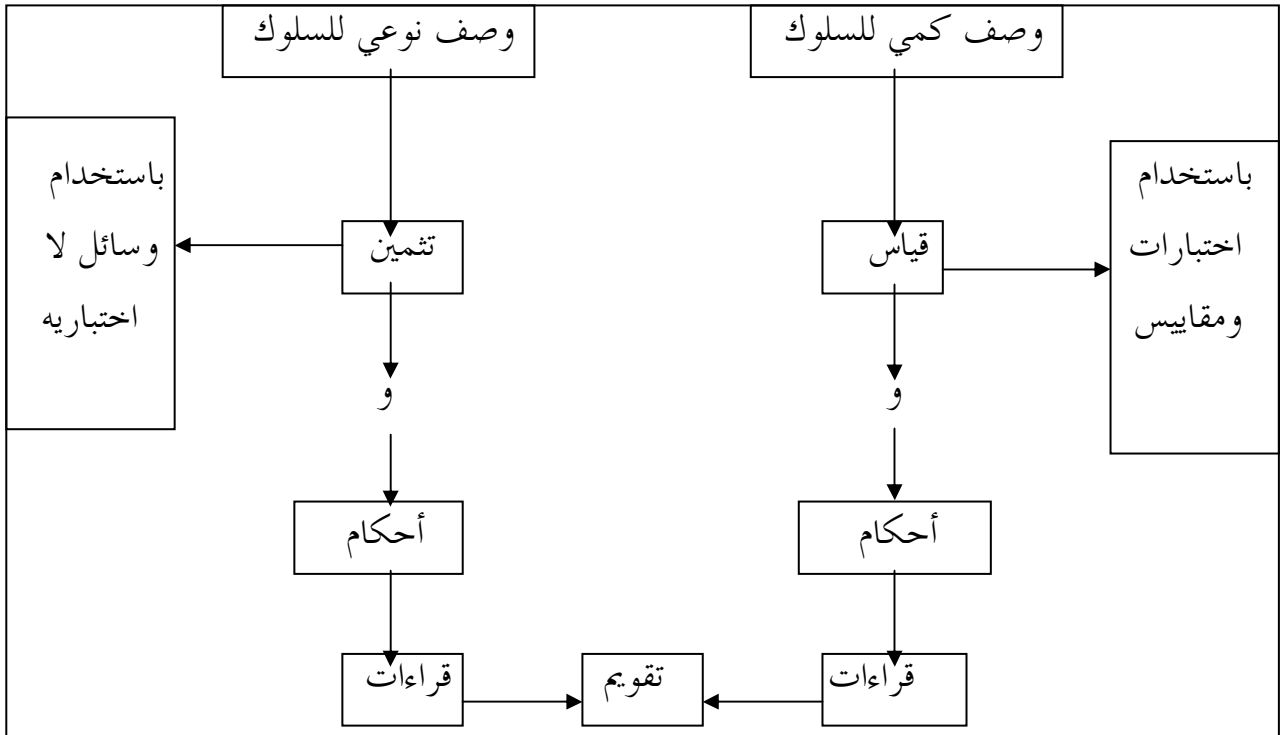 وصف كمي للسلوك
وصف نوعي للسلوك
باستخدام
اختبارات
ومقاييس
قياس
تثمين
باستخدام
وسائل لا
اختباريه
و
و
أحكام
أحكام
قراءات
تقويم
قراءات